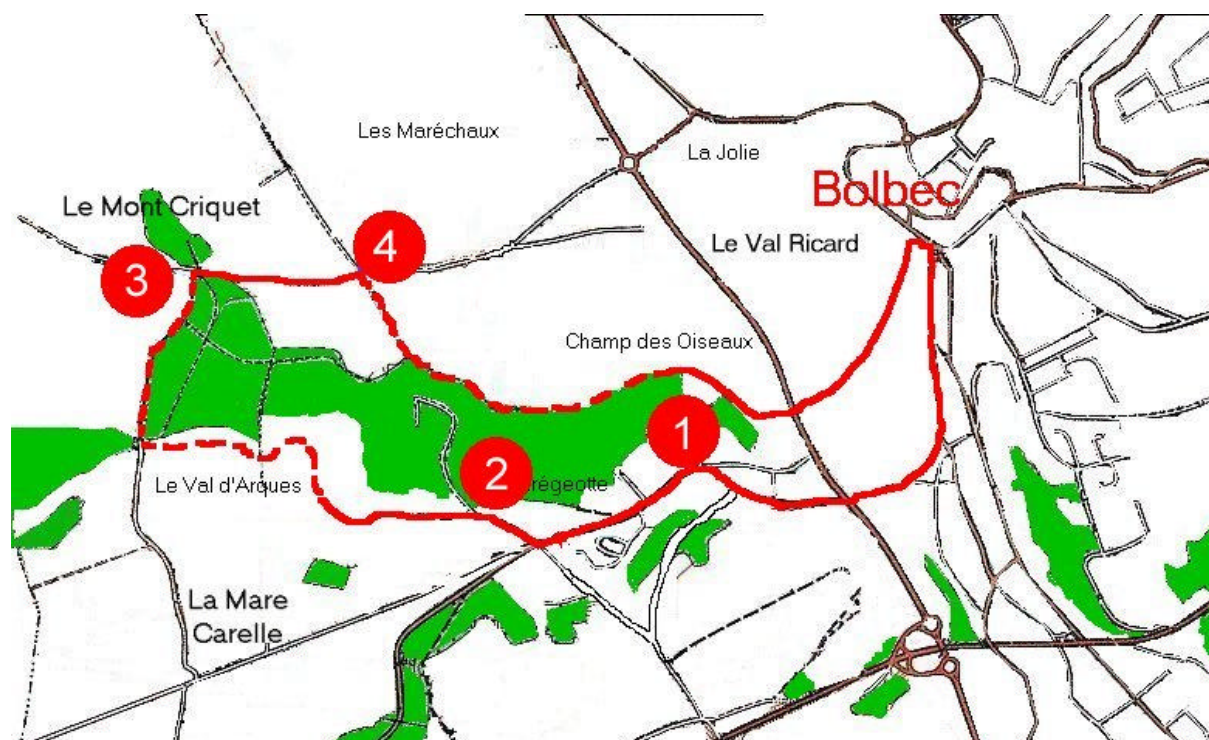 Les Maréchaux
La Jolie
Bolbec
Le Mont Criquet
4
Le Val Ricard
3
Champ des Oiseaux
1
2
Le Val d'Arques
La Mare
Carelle